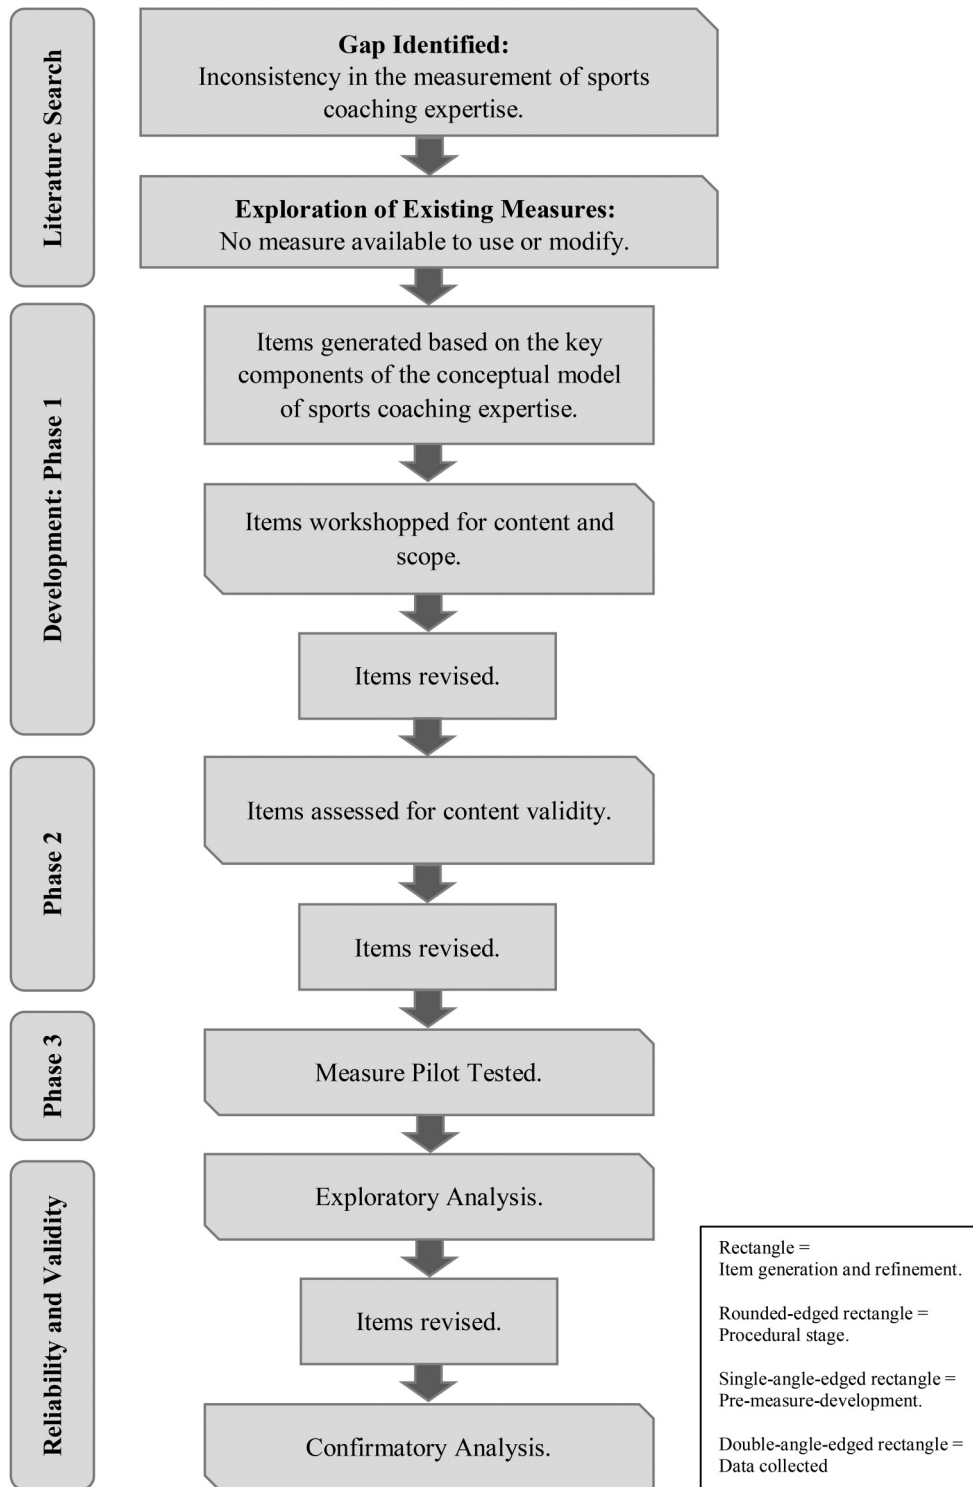 Literature Search
Gap Identified:
Inconsistency in the measurement of sports
coaching expertise.
Exploration of Existing Measures:
No measure available to use or modify.
Development: Phase 1
Items generated based on the key
components of the conceptual model
of sports coaching expertise.
Items workshopped for content and
scope.
Items revised.
Phase 2
Items assessed for content validity.
Items revised.
Phase 3
Measure Pilot Tested.
Reliability and Validity
Exploratory Analysis.
Items revised.
Confirmatory Analysis.
Rectangle =
Item generation and refinement.
Rounded-edged rectangle =
Procedural stage.
Single-angle-edged rectangle =
Pre-measure-development.
Double-angle-edged rectangle =
Data collected